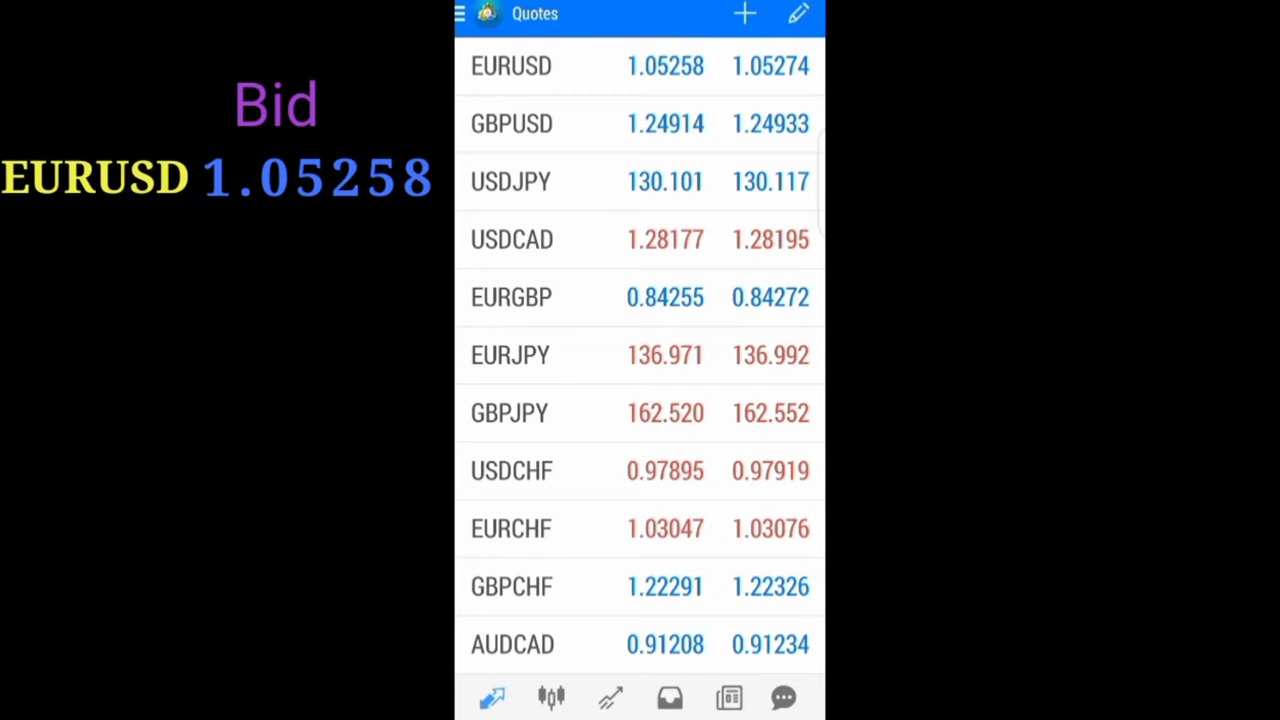 Bid
EURUSD 1.05258
Quotes
EURUSD 1.05258 1.05274
GBPUSD 1.24914 1.24933
USDJPY 130.101 130.117
USDCAD 1.28177 1.28195
EURGBP 0.84255 0.84272
EURJPY 136.971 136.992
GBPJPY 162.520 162.552
USDCHF 0.97895 0.97919
EURCHF 1.03047 1.03076
GBPCHF 1.22291 1.22326
AUDCAD 0.91208 0.91234